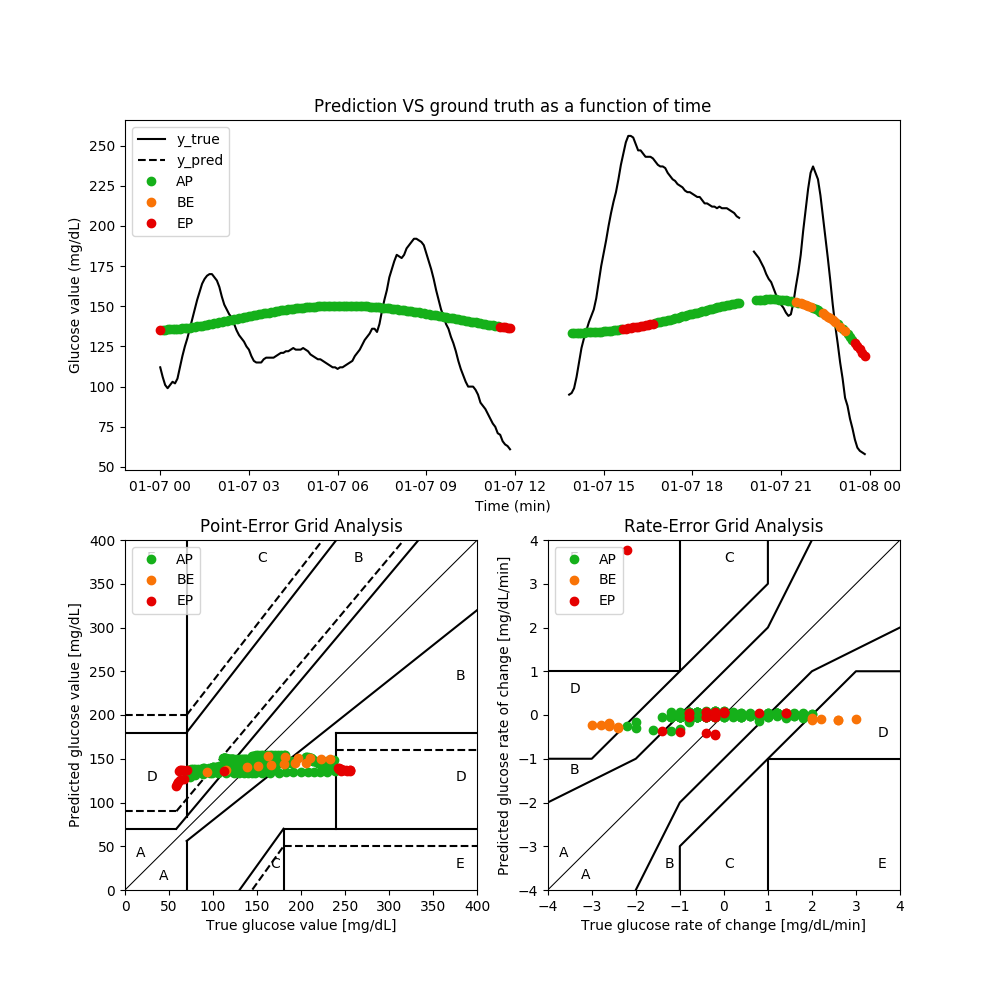 Prediction VS ground truth as a function of time
Glucose value (mg/dL)
250
225
200
175
150
125
100
75
50
y_true
y_pred
AP
BE
EP
01-07 00 01-07 03 01-07 06 01-07 09 01-07 12 01-07 15 01-07 18 01-07 21 01-08 00
Time (min)
Point-Error Grid Analysis
Predicted glucose value [mg/dL]
400
350
300
250
200
150
100
50
0
AP
BE
EP
C
B
B
D
D
A
A
C
E
0 50 100 150 200 250 300 350 400
True glucose value [mg/dL]
Rate-Error Grid Analysis
Predicted glucose rate of change [mg/dL/min]
4
3
2
1
0
−1
−2
−3
−4
AP
BE
EP
C
D
D
B
A
A
B
C
E
−4 −3 −2 −1 0 1 2 3 4
True glucose rate of change [mg/dL/min]